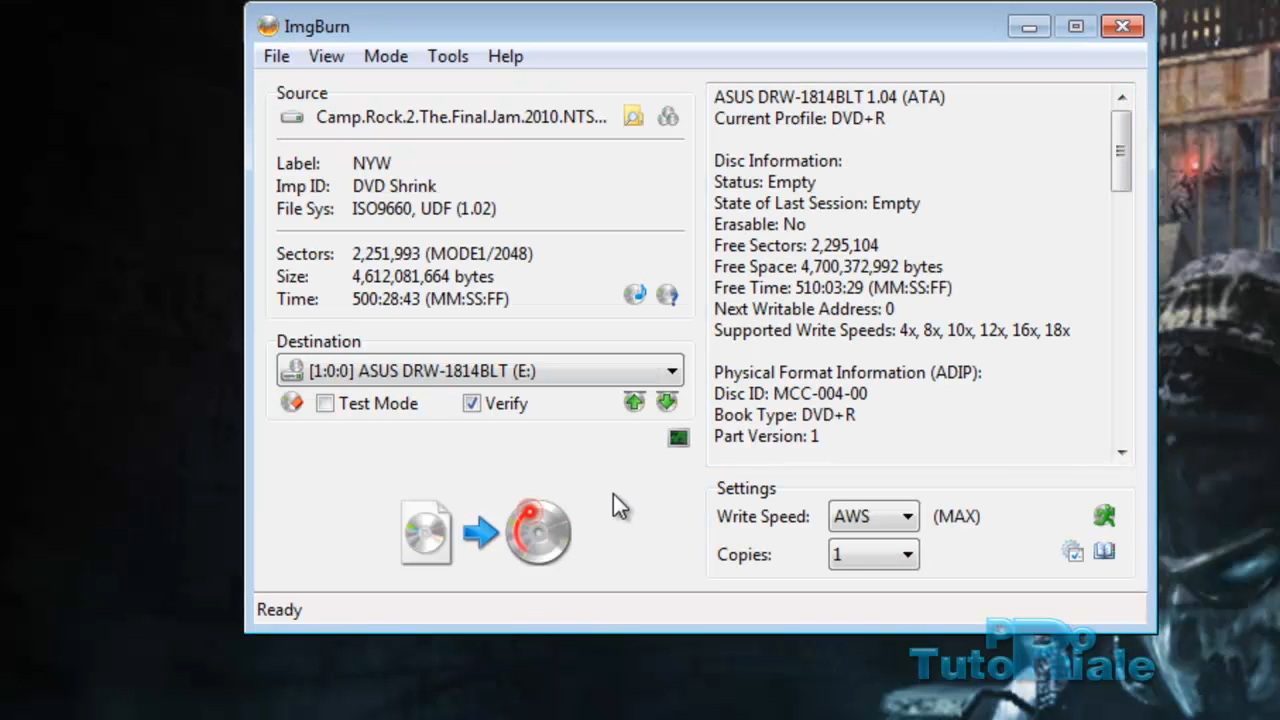 ImgBurn
File View Mode Tools Help
Source
Camp.Rock.2.The.Final.Jam.2010.NTS...
Label: NYW
Imp ID: DVD Shrink
File Sys: ISO9660, UDF (1.02)
Sectors: 2,251,993 (MODE1/2048)
Size: 4,612,081,664 bytes
Time: 500:28:43 (MM:SS:FF)
Destination
[1:0:0] ASUS DRW-1814BLT (E:)
Test Mode Verify
ASUS DRW-1814BLT 1.04 (ATA)
Current Profile: DVD+R
Disc Information:
Status: Empty
State of Last Session: Empty
Erasable: No
Free Sectors: 2,295,104
Free Space: 4,700,372,992 bytes
Free Time: 510:03:29 (MM:SS:FF)
Next Writable Address: 0
Supported Write Speeds: 4x, 8x, 10x, 12x, 16x, 18x
Physical Format Information (ADIP):
Disc ID: MCC-004-00
Book Type: DVD+R
Part Version: 1
Settings
Write Speed: AWS (MAX)
Copies: 1
Ready